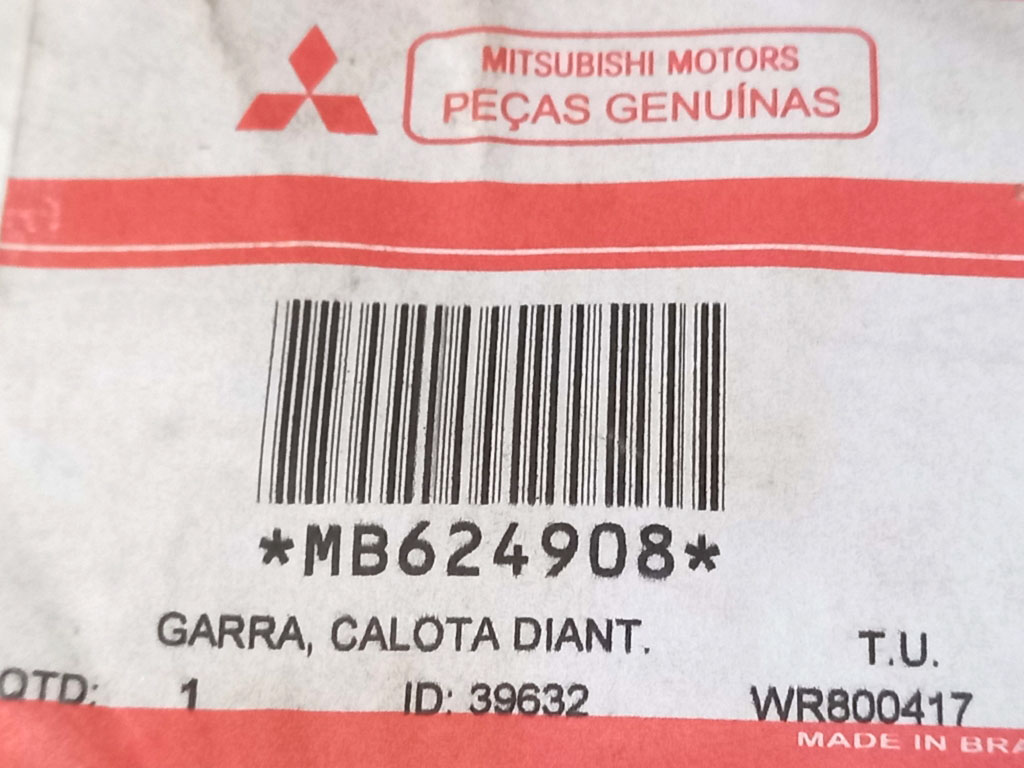 MITSUBISHI MOTORS
PEÇAS GENUÍNAS
*MB624908*
GARRA, CALOTA DIANT.
T.U.
QTD: 1 ID: 39632 WR800417
MADE IN BRA